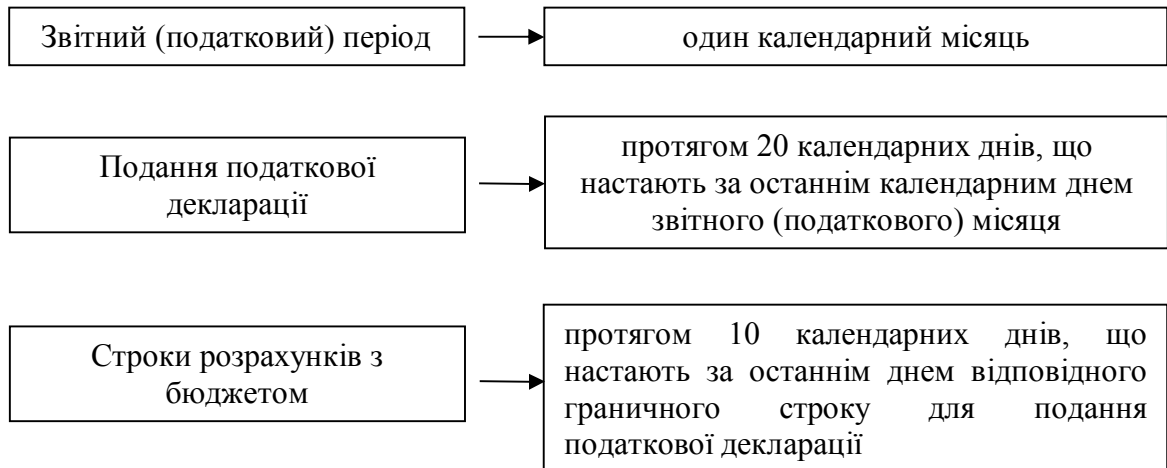 Звітний (податковий) період
один календарний місяць
Подання податкової
декларації
протягом 20 календарних днів, що
настають за останнім календарним днем
звітного (податкового) місяця
Строки розрахунків з
бюджетом
протягом 10 календарних днів, що
настають за останнім днем відповідного
граничного строку для подання
податкової декларації